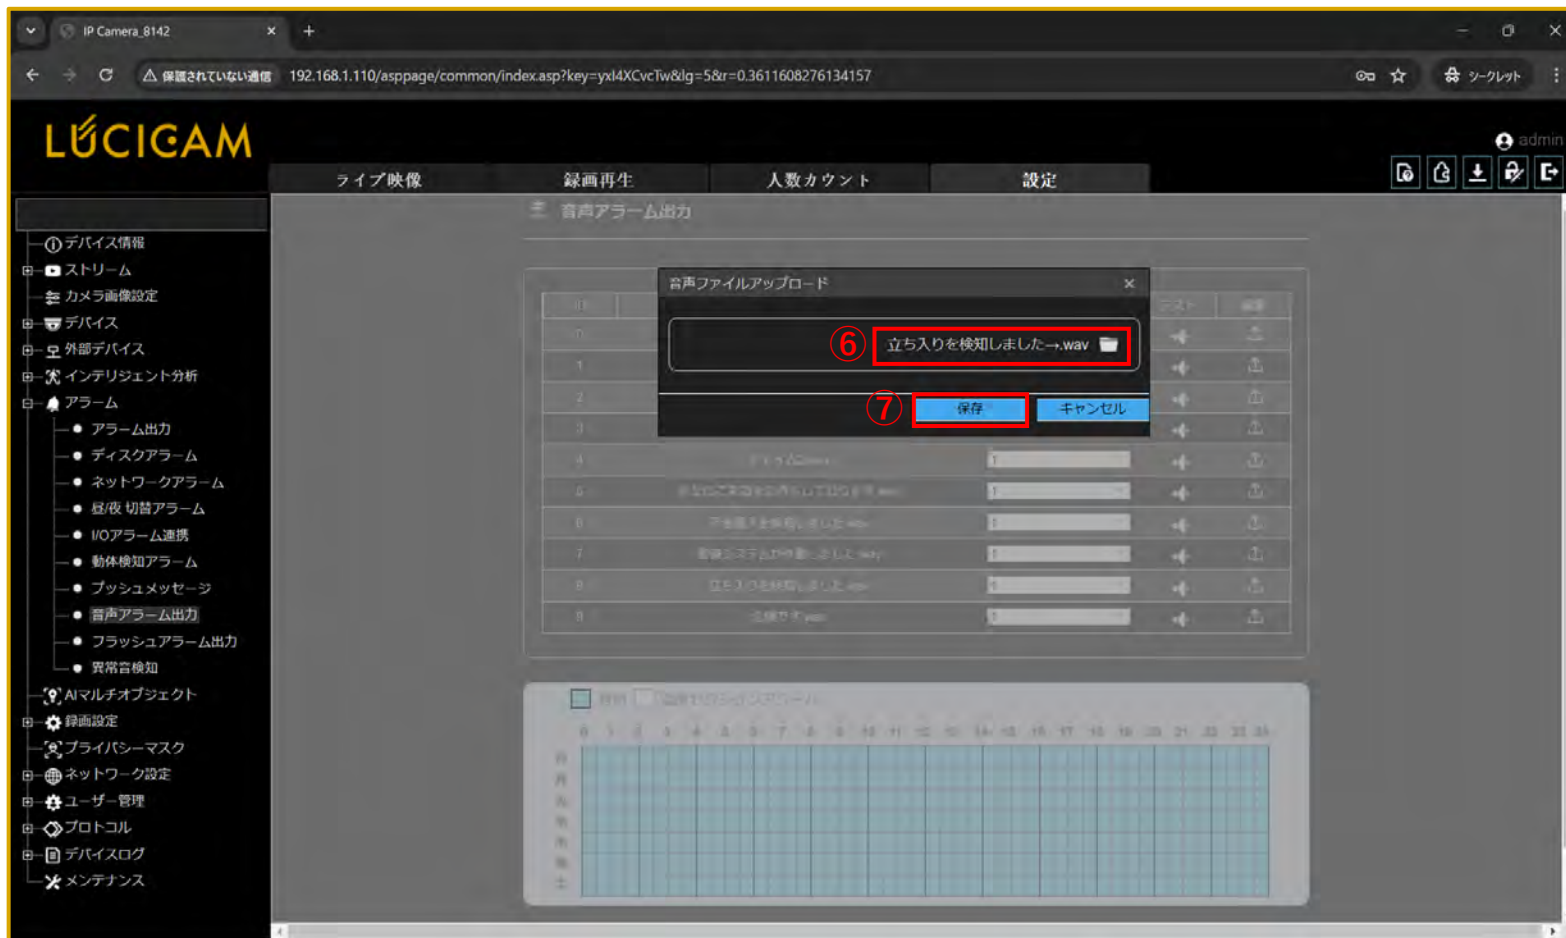 IP Camera_8142
保護されていない通信 192.168.1.110/asppage/common/index.asp?key=yxI4XCvcTw&lg=5&r=0.3611608276134157
シークレット
LÚCICAM
admin
ライブ映像 録画再生 人数カウント 設定
音声アラーム出力
デバイス情報
ストリーム
カメラ画像設定
デバイス
外部デバイス
インテリジェント分析
アラーム
アラーム出力
ディスクアラーム
ネットワークアラーム
昼/夜 切替アラーム
I/Oアラーム連携
動体検知アラーム
プッシュメッセージ
音声アラーム出力
フラッシュアラーム出力
異常音検知
AIマルチオブジェクト
録画設定
プライバシーマスク
ネットワーク設定
ユーザー管理
プロトコル
デバイスログ
メンテナンス
音声ファイルアップロード
⑥ 立ち入りを検知しました→.wav
⑦ 保存 キャンセル
立ち入りを検知しました.wav